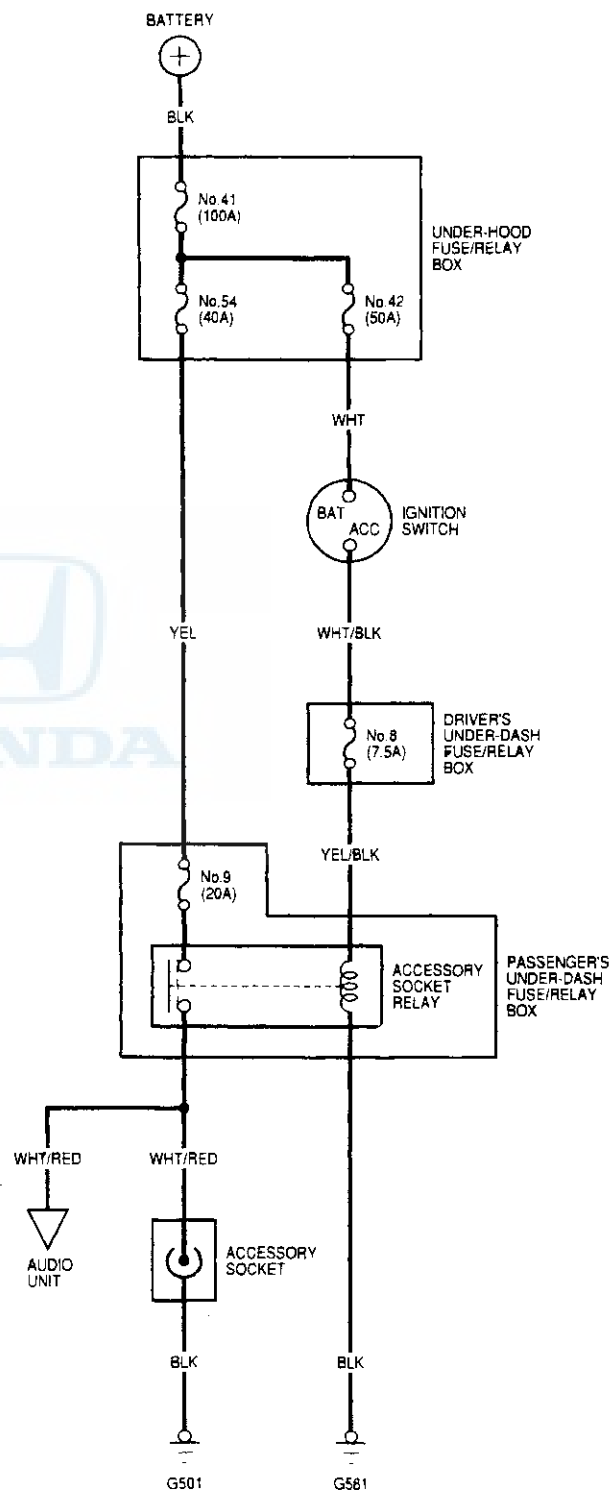 BATTERY
BLK
No.41
(100A)
UNDER-HOOD
FUSE/RELAY
BOX
No.54
(40A)
No.42
(50A)
WHT
BAT
ACC
IGNITION
SWITCH
YEL
WHT/BLK
NDA
No.8
(7.5A)
DRIVER'S
UNDER-DASH
FUSE/RELAY
BOX
YEL/BLK
No.9
(20A)
ACCESSORY
SOCKET
RELAY
PASSENGER'S
UNDER-DASH
FUSE/RELAY
BOX
WHT/RED
WHT/RED
AUDIO
UNIT
ACCESSORY
SOCKET
BLK
BLK
G501
G581